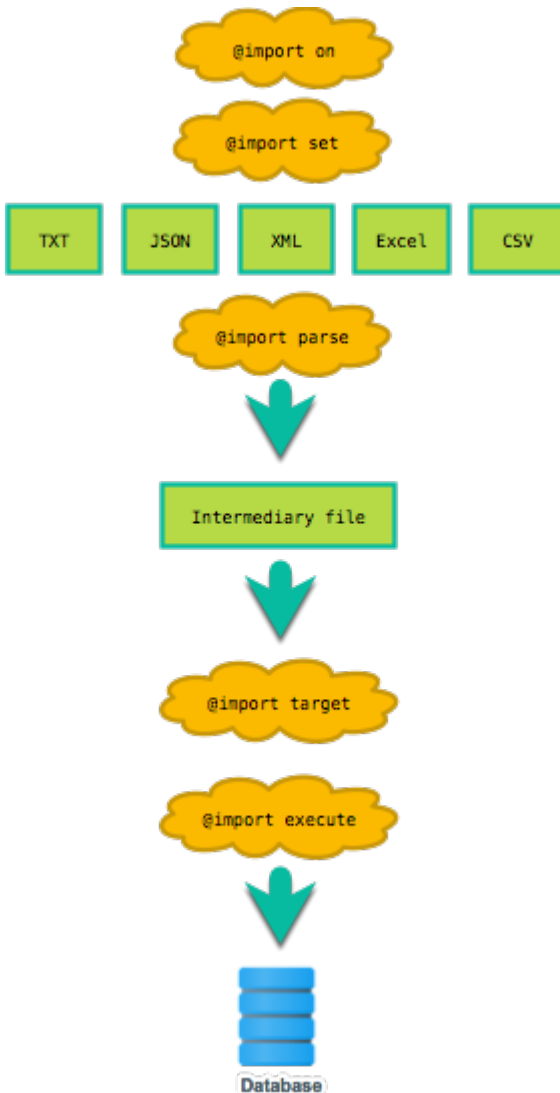 @import on
@import set
TXT
JSON
XML
Excel
CSV
@import parse
Intermediary file
@import target
@import execute
Database